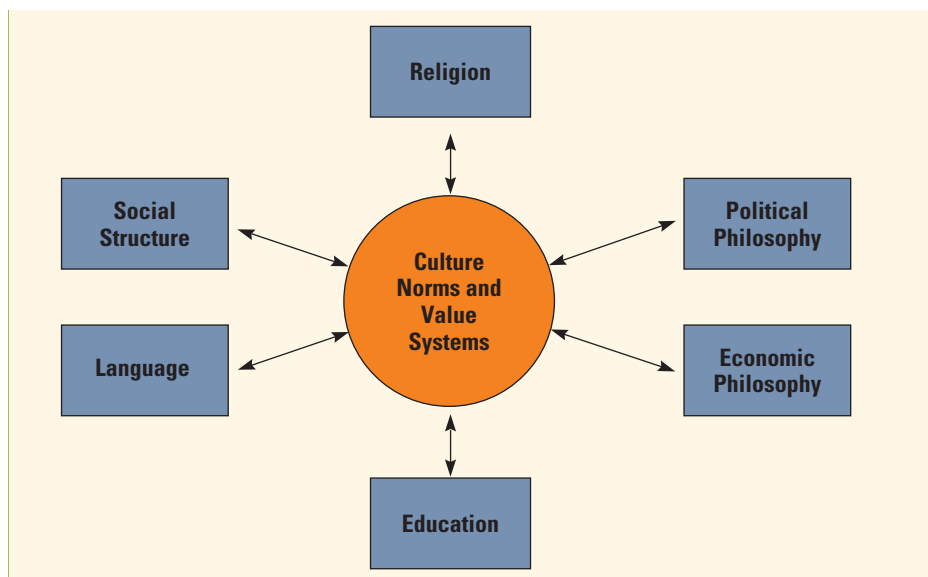 Religion
Social
Structure
Political
Philosophy
Culture
Norms and
Value
Systems
Language
Economic
Philosophy
Education